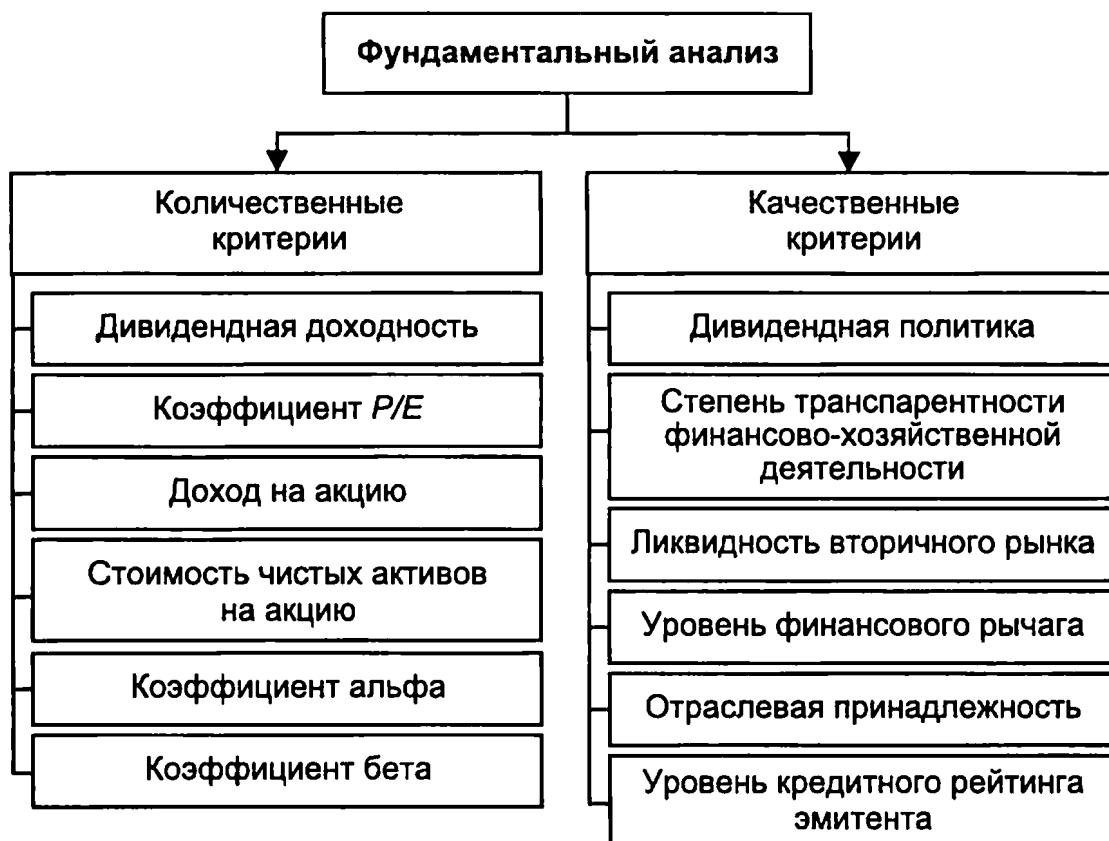 Фундаментальный анализ
Количественные
критерии
Дивидендная доходность
Коэффициент P/E
Доход на акцию
Стоимость чистых активов
на акцию
Коэффициент альфа
Коэффициент бета
Качественные
критерии
Дивидендная политика
Степень транспарентности
финансово-хозяйственной
деятельности
Ликвидность вторичного рынка
Уровень финансового рычага
Отраслевая принадлежность
Уровень кредитного рейтинга
эмитента